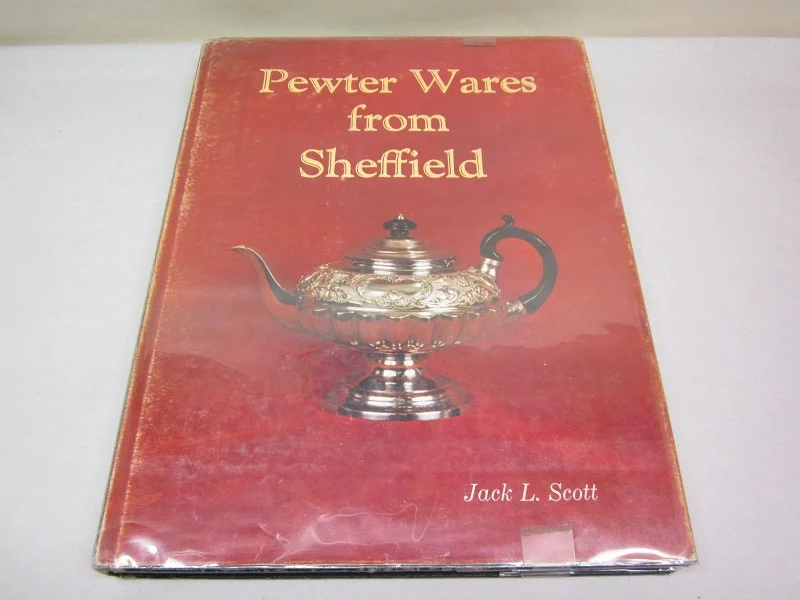 Pewter Wares
from
Sheffield
Jack L. Scott